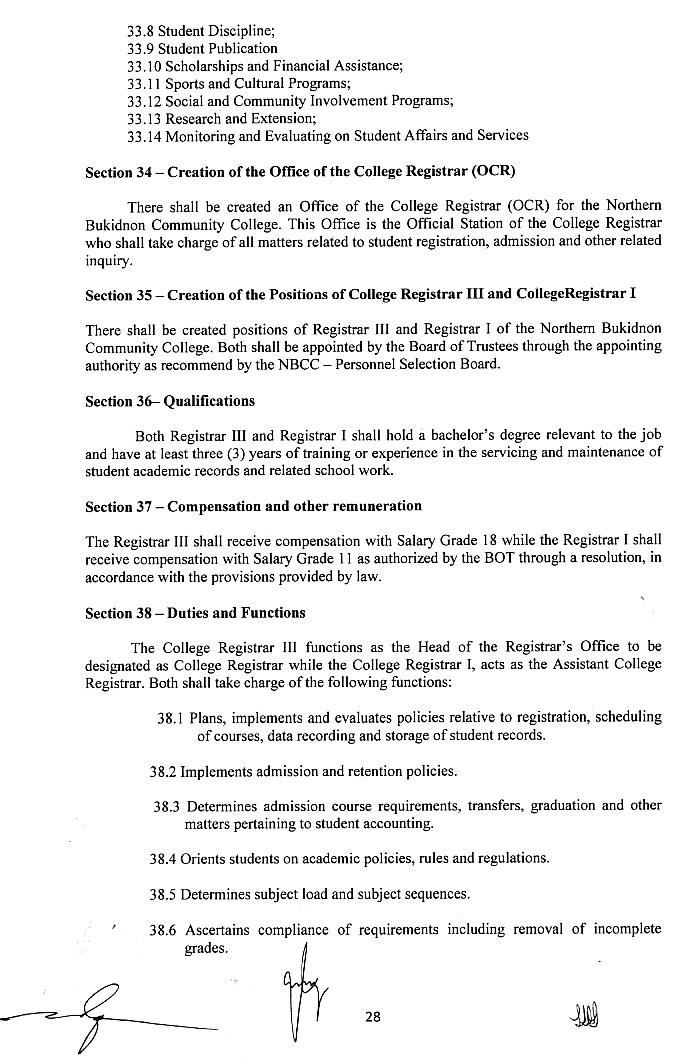 33.8 Student Discipline;
33.9 Student Publication
33.10 Scholarships and Financial Assistance;
33.11 Sports and Cultural Programs;
33.12 Social and Community Involvement Programs;
33.13 Research and Extension;
33.14 Monitoring and Evaluating on Student Affairs and Services
Section 34 – Creation of the Office of the College Registrar (OCR)
There shall be created an Office of the College Registrar (OCR) for the Northern
Bukidnon Community College. This Office is the Official Station of the College Registrar
who shall take charge of all matters related to student registration, admission and other related
inquiry.
Section 35 – Creation of the Positions of College Registrar III and CollegeRegistrar I
There shall be created positions of Registrar III and Registrar I of the Northern Bukidnon
Community College. Both shall be appointed by the Board of Trustees through the appointing
authority as recommend by the NBCC – Personnel Selection Board.
Section 36– Qualifications
Both Registrar III and Registrar I shall hold a bachelor's degree relevant to the job
and have at least three (3) years of training or experience in the servicing and maintenance of
student academic records and related school work.
Section 37 – Compensation and other remuneration
The Registrar III shall receive compensation with Salary Grade 18 while the Registrar I shall
receive compensation with Salary Grade 11 as authorized by the BOT through a resolution, in
accordance with the provisions provided by law.
Section 38 – Duties and Functions
The College Registrar III functions as the Head of the Registrar's Office to be
designated as College Registrar while the College Registrar I, acts as the Assistant College
Registrar. Both shall take charge of the following functions:
38.1 Plans, implements and evaluates policies relative to registration, scheduling
of courses, data recording and storage of student records.
38.2 Implements admission and retention policies.
38.3 Determines admission course requirements, transfers, graduation and other
matters pertaining to student accounting.
38.4 Orients students on academic policies, rules and regulations.
38.5 Determines subject load and subject sequences.
38.6 Ascertains compliance of requirements including removal of incomplete
grades.
28